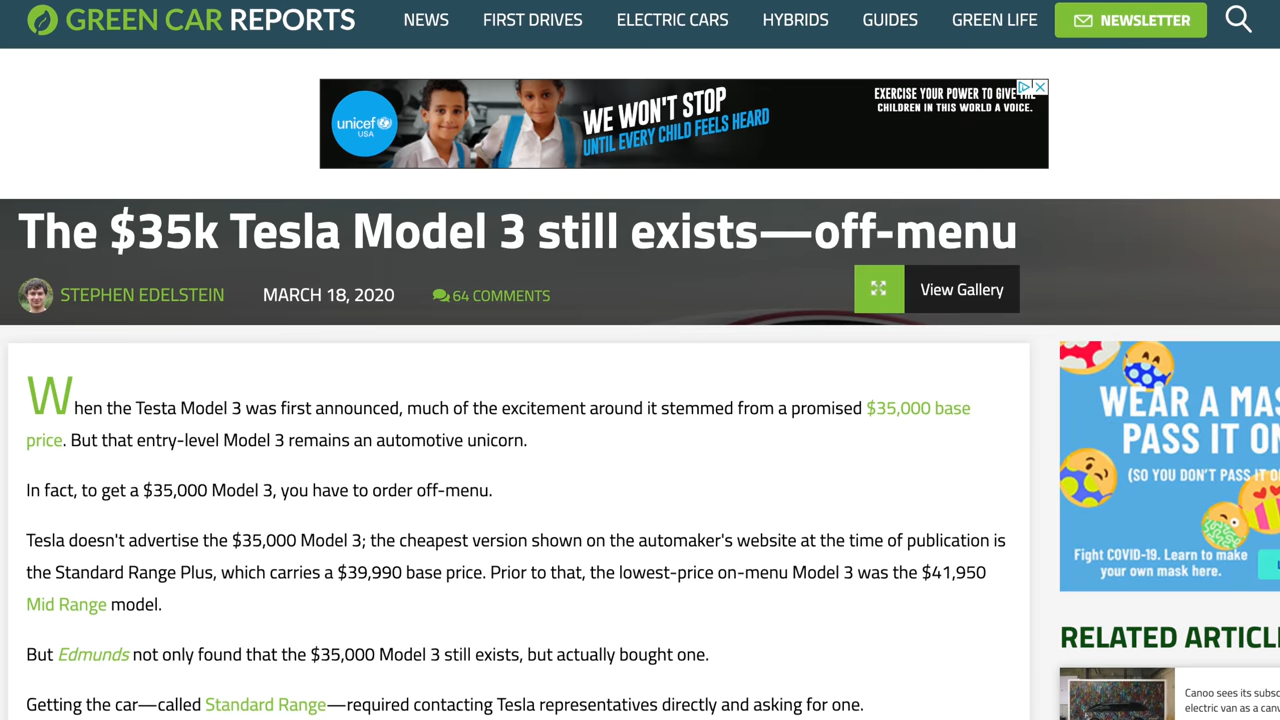 GREEN CAR REPORTS
NEWS FIRST DRIVES ELECTRIC CARS HYBRIDS GUIDES GREEN LIFE NEWSLETTER
unicef USA
WE WON'T STOP
UNTIL EVERY CHILD FEELS HEARD
EXERCISE YOUR POWER TO GIVE THE
CHILDREN IN THIS WORLD A VOICE.
The $35k Tesla Model 3 still exists—off-menu
STEPHEN EDELSTEIN MARCH 18, 2020 64 COMMENTS View Gallery
When the Testa Model 3 was first announced, much of the excitement around it stemmed from a promised $35,000 base
price. But that entry-level Model 3 remains an automotive unicorn.
In fact, to get a $35,000 Model 3, you have to order off-menu.
Tesla doesn't advertise the $35,000 Model 3; the cheapest version shown on the automaker's website at the time of publication is
the Standard Range Plus, which carries a $39,990 base price. Prior to that, the lowest-price on-menu Model 3 was the $41,950
Mid Range model.
But Edmunds not only found that the $35,000 Model 3 still exists, but actually bought one.
Getting the car—called Standard Range—required contacting Tesla representatives directly and asking for one.
WEAR A MAS
PASS IT ON
(SO YOU DON'T PASS IT O
Fight COVID-19. Learn to make
your own mask here.
RELATED ARTICL
Canoo sees its subsc
electric van as a canv